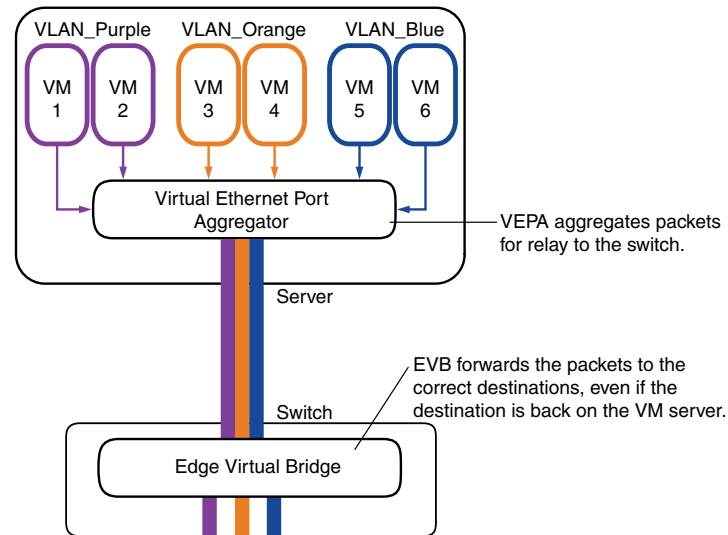 VLAN_Purple
VLAN_Orange
VLAN_Blue
VM
1
VM
2
VM
3
VM
4
VM
5
VM
6
Virtual Ethernet Port
Aggregator
VEPA aggregates packets
for relay to the switch.
Server
EVB forwards the packets to the
correct destinations, even if the
destination is back on the VM server.
Switch
Edge Virtual Bridge